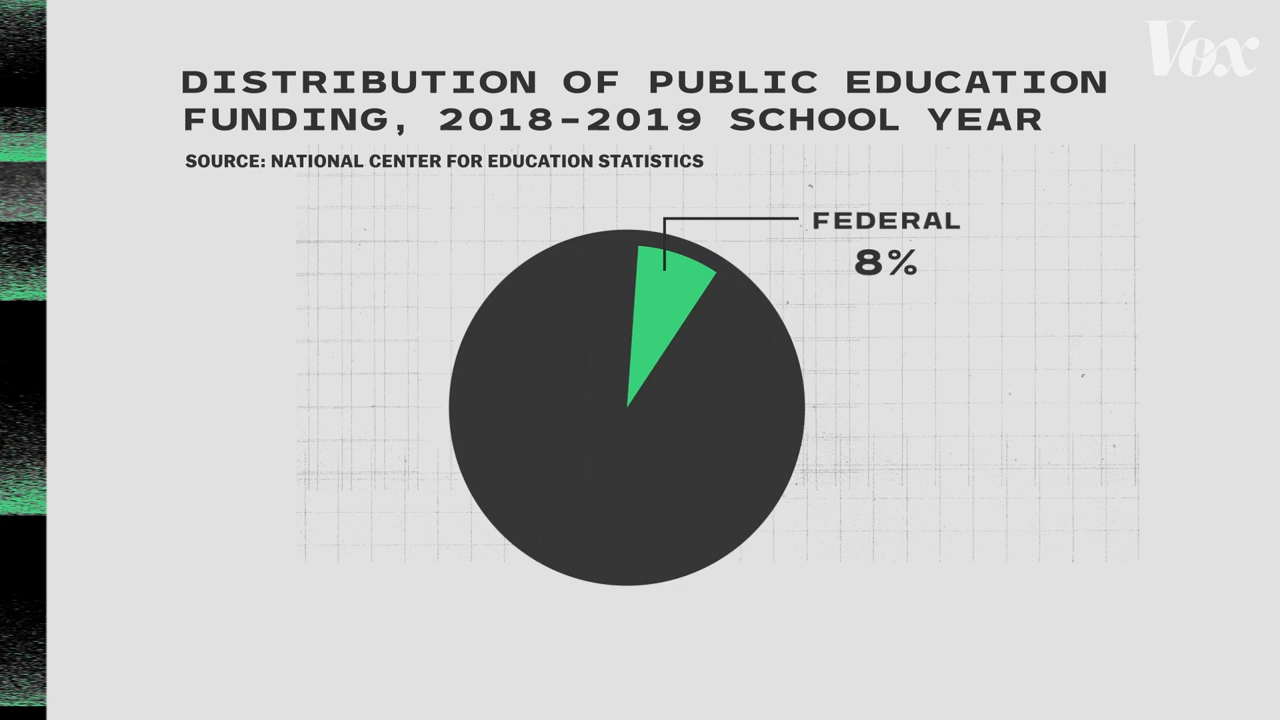 Vox
DISTRIBUTION OF PUBLIC EDUCATION
FUNDING, 2018-2019 SCHOOL YEAR
SOURCE: NATIONAL CENTER FOR EDUCATION STATISTICS
FEDERAL
8%